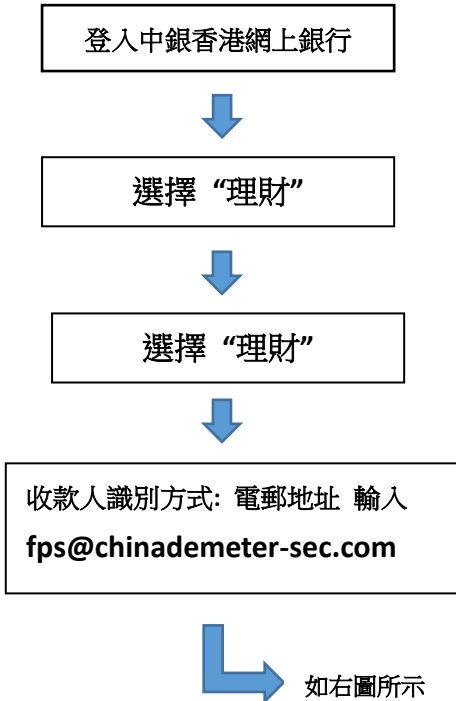 登入中銀香港網上銀行
選擇 “理財”
選擇 “理財”
收款人識別方式: 電郵地址 輸入
fps@chinademeter-sec.com
如右圖所示